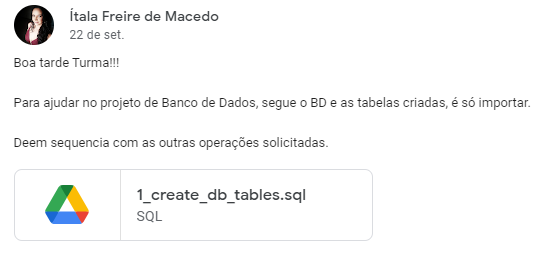 Ítala Freire de Macedo
22 de set.
Boa tarde Turma!!!
Para ajudar no projeto de Banco de Dados, segue o BD e as tabelas criadas, é só importar.
Deem sequencia com as outras operações solicitadas.
1_create_db_tables.sql
SQL